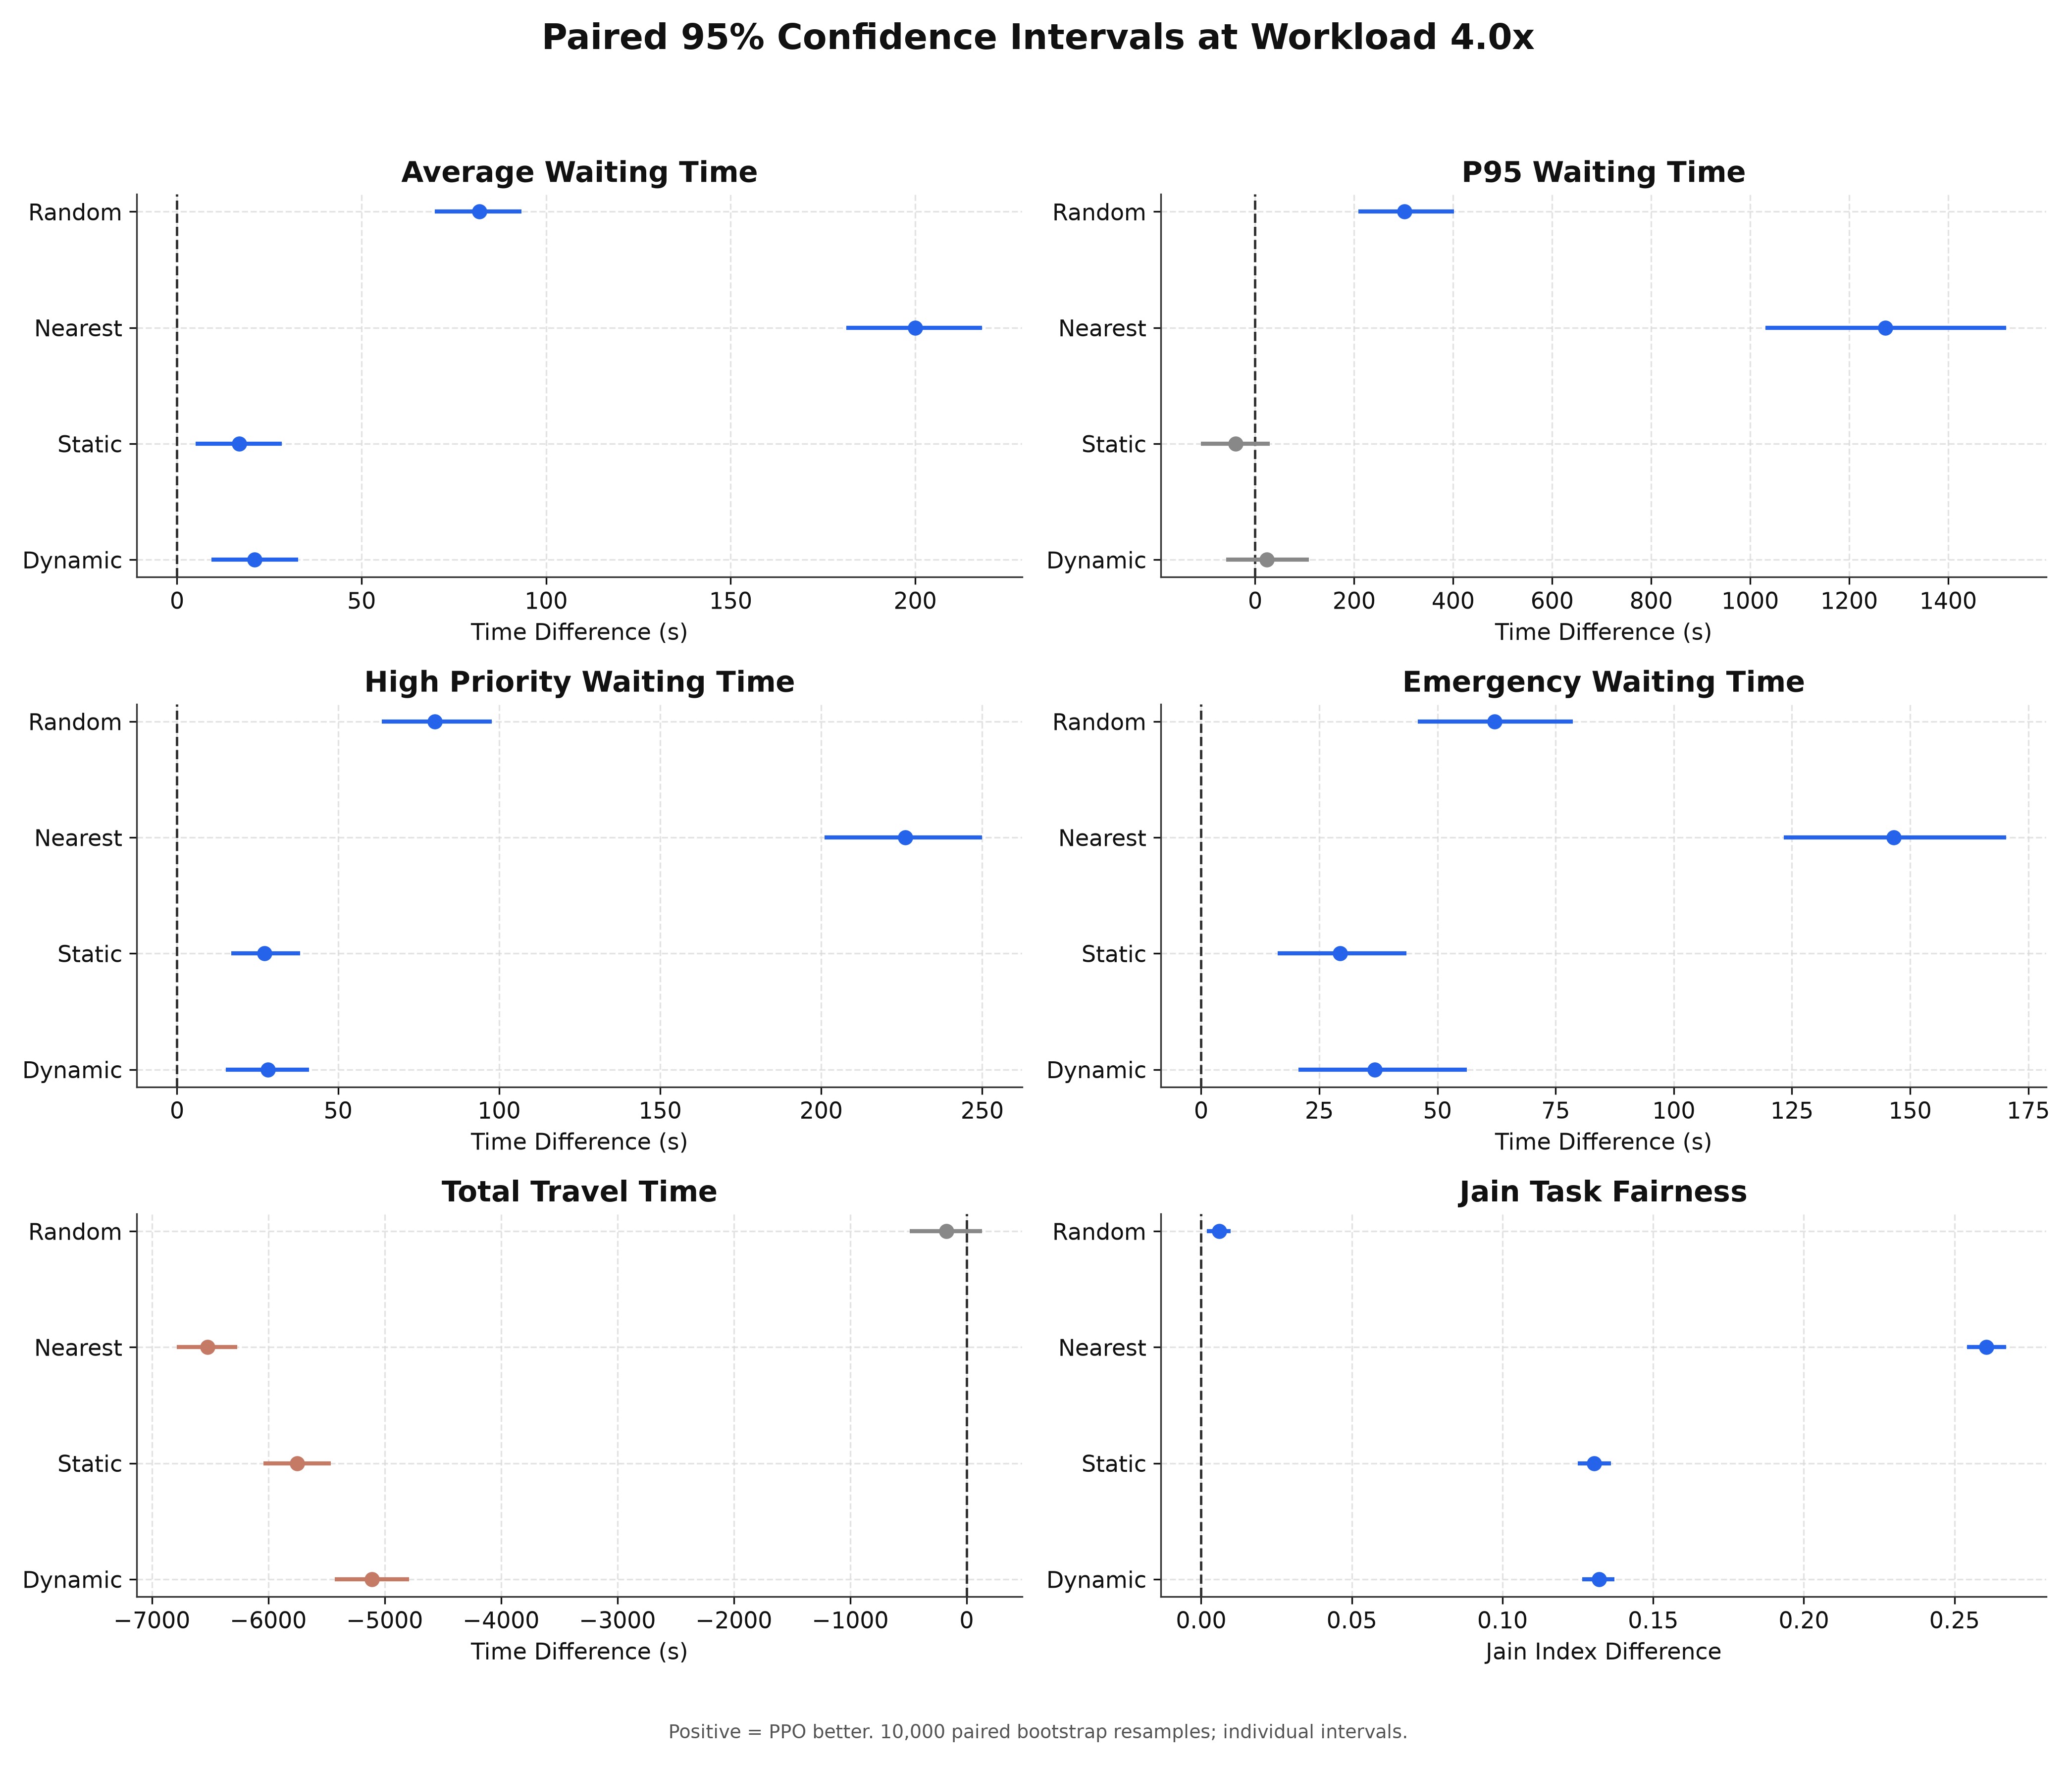 Paired 95% Confidence Intervals at Workload 4.0x
Average Waiting Time
Random
Nearest
Static
Dynamic
0 50 100 150 200
Time Difference (s)
P95 Waiting Time
Random
Nearest
Static
Dynamic
0 200 400 600 800 1000 1200 1400
Time Difference (s)
High Priority Waiting Time
Random
Nearest
Static
Dynamic
0 50 100 150 200 250
Time Difference (s)
Emergency Waiting Time
Random
Nearest
Static
Dynamic
0 25 50 75 100 125 150 175
Time Difference (s)
Total Travel Time
Random
Nearest
Static
Dynamic
−7000 −6000 −5000 −4000 −3000 −2000 −1000 0
Time Difference (s)
Jain Task Fairness
Random
Nearest
Static
Dynamic
0.00 0.05 0.10 0.15 0.20 0.25
Jain Index Difference
Positive = PPO better. 10,000 paired bootstrap resamples; individual intervals.